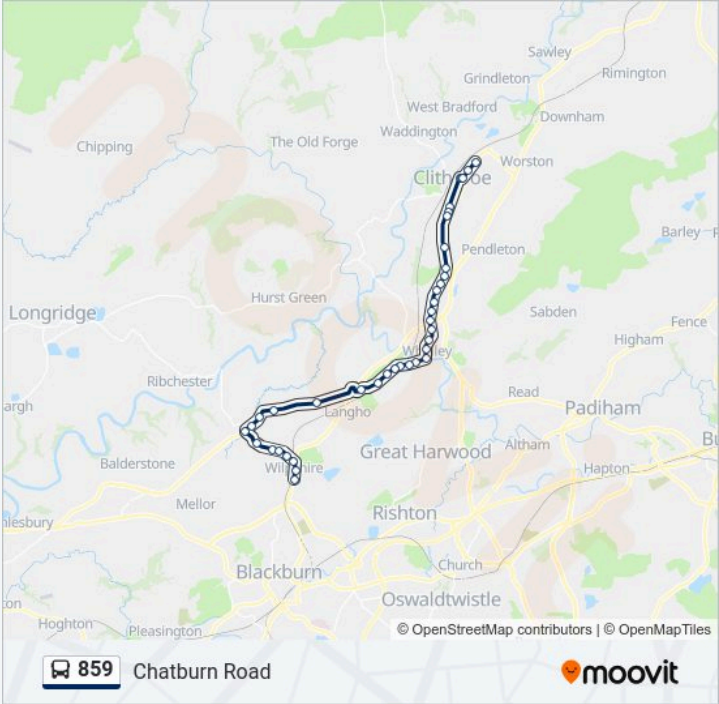 Sawley
Grindleton
Rimington
West Bradford
Downham
Waddington
The Old Forge
Chipping
Worston
Clitheroe
Barley
Pendleton
Hurst Green
Longridge
Sabden
Fence
Higham
Whalley
Ribchester
Read
Langho
Padiham
Altham
Great Harwood
Balderstone
Wilpshire
Hapton
Mellor
Rishton
Church
Blackburn
Oswaldtwistle
Hoghton
Pleasington
© OpenStreetMap contributors | © OpenMapTiles
859 Chatburn Road
moovit